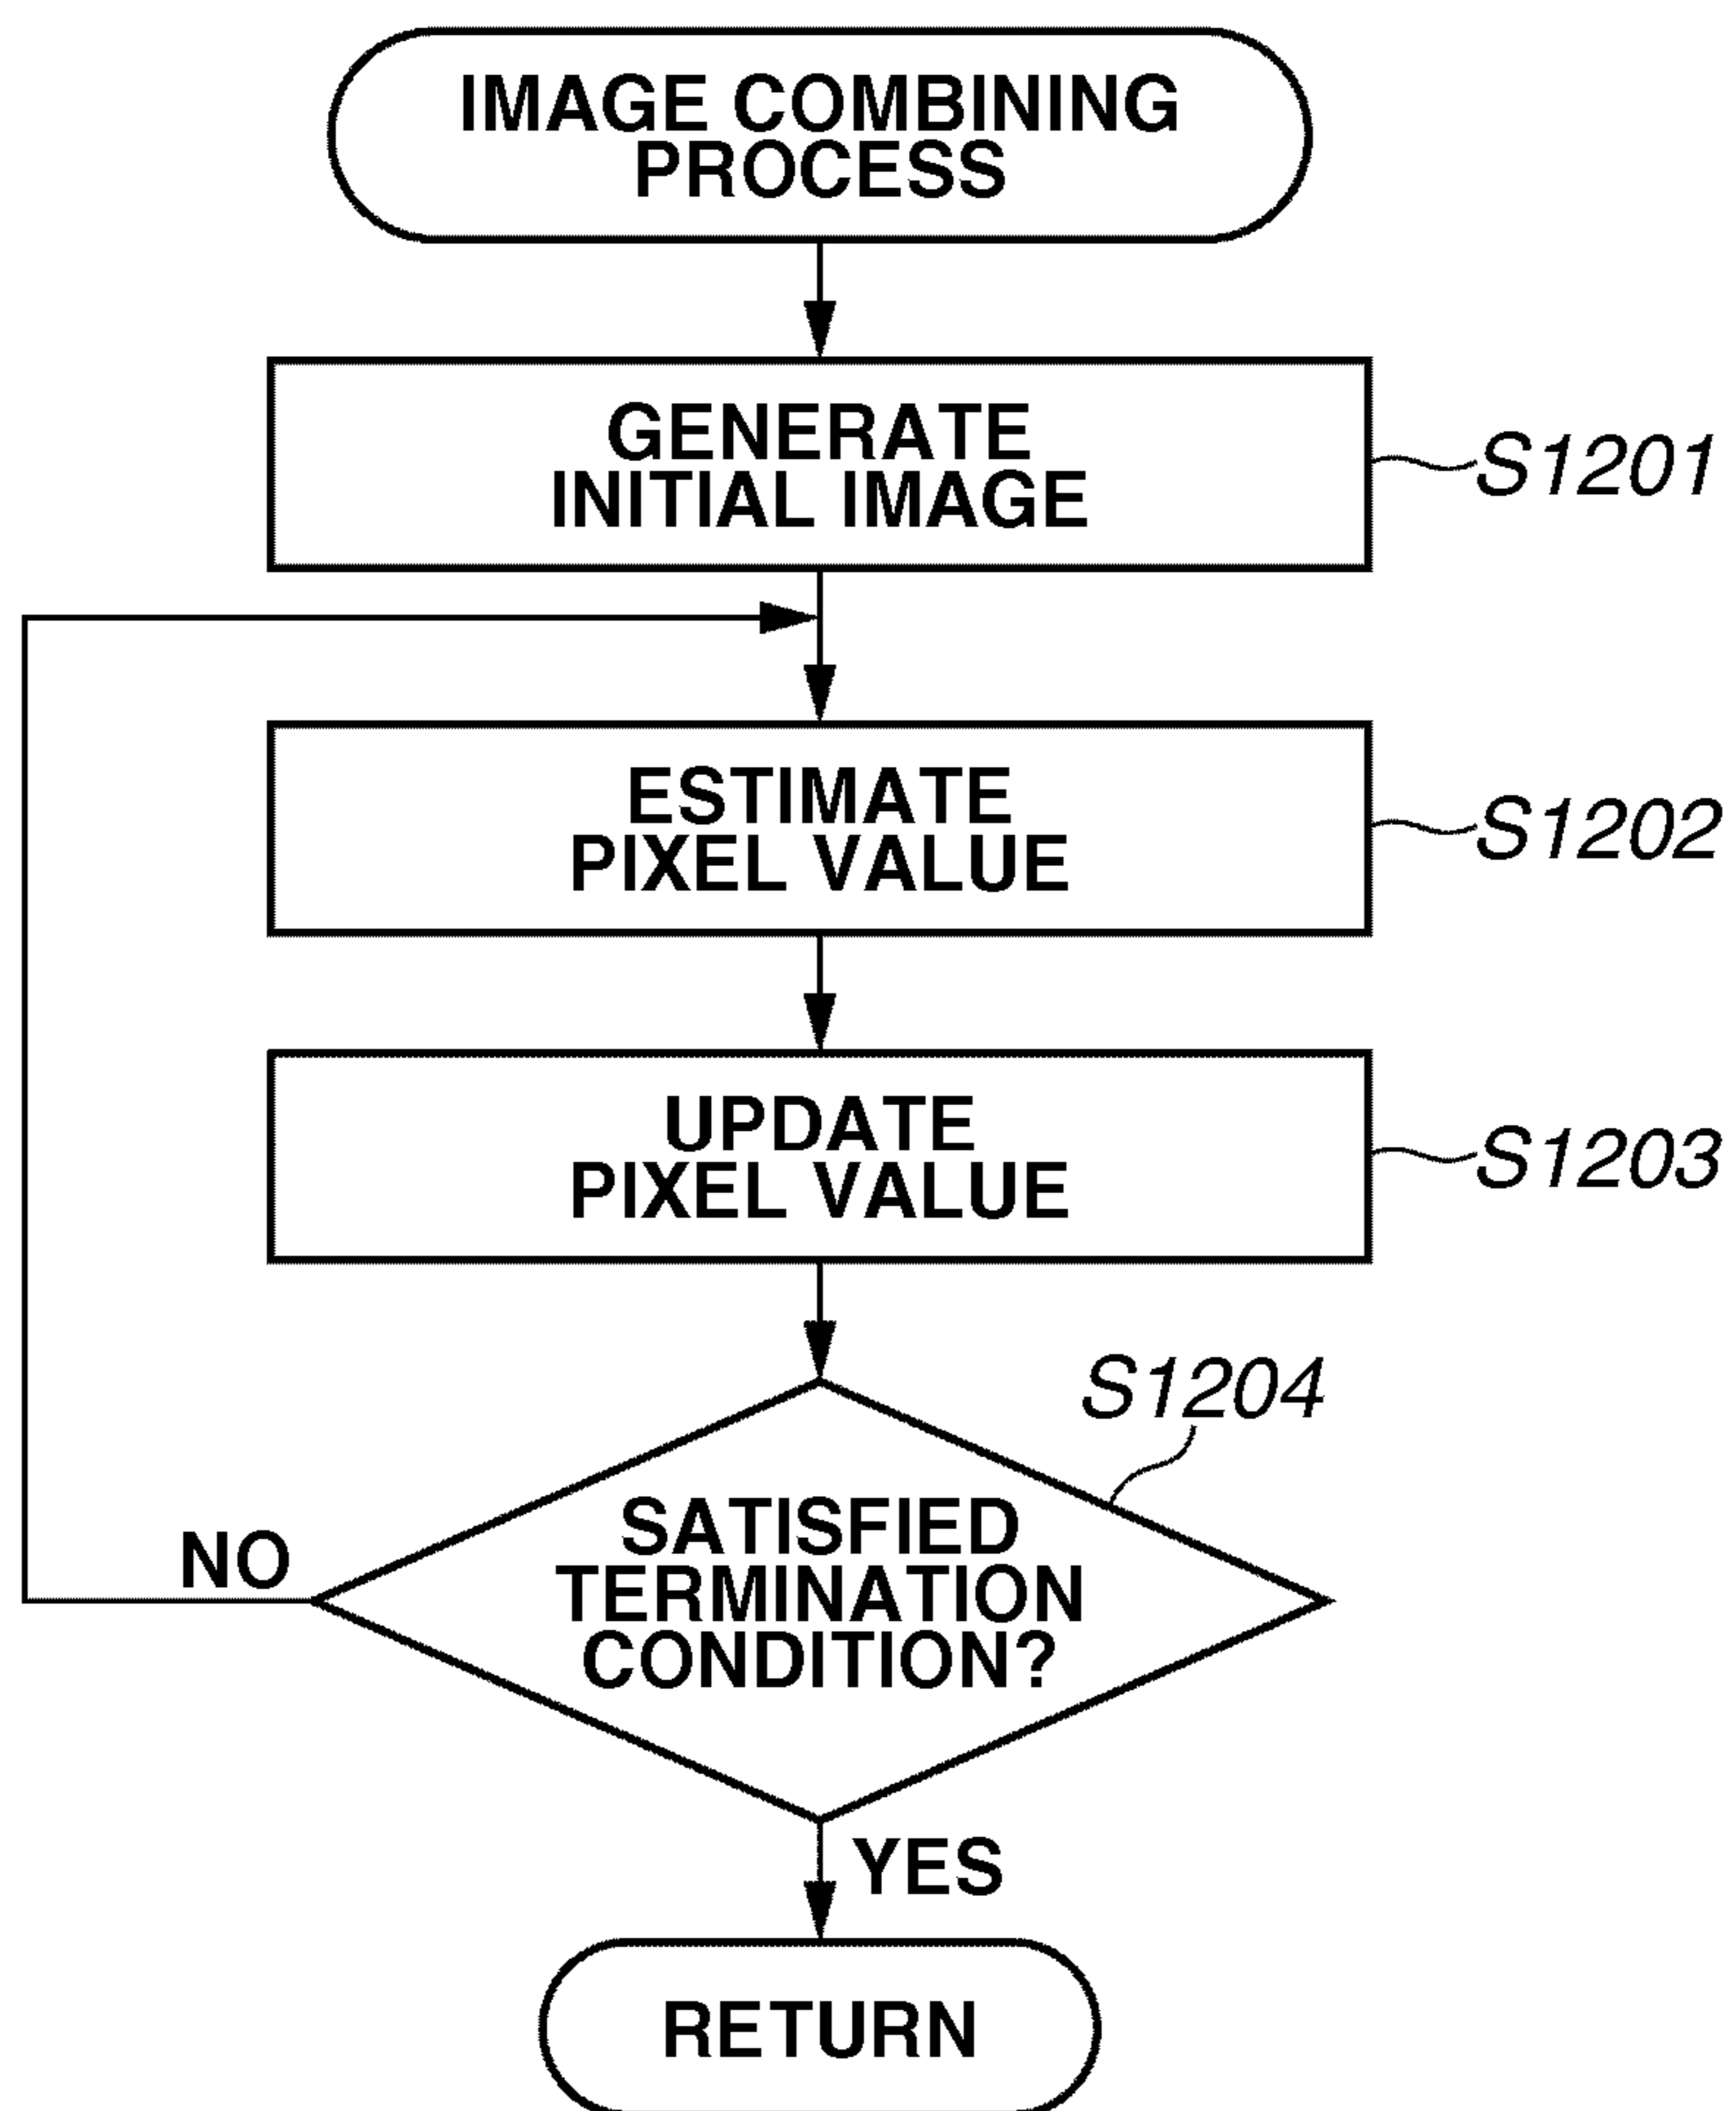 IMAGE COMBINING
PROCESS
GENERATE
INITIAL IMAGE
S1201
ESTIMATE
PIXEL VALUE
S1202
UPDATE
PIXEL VALUE
S1203
S1204
SATISFIED
TERMINATION
CONDITION?
NO
YES
RETURN